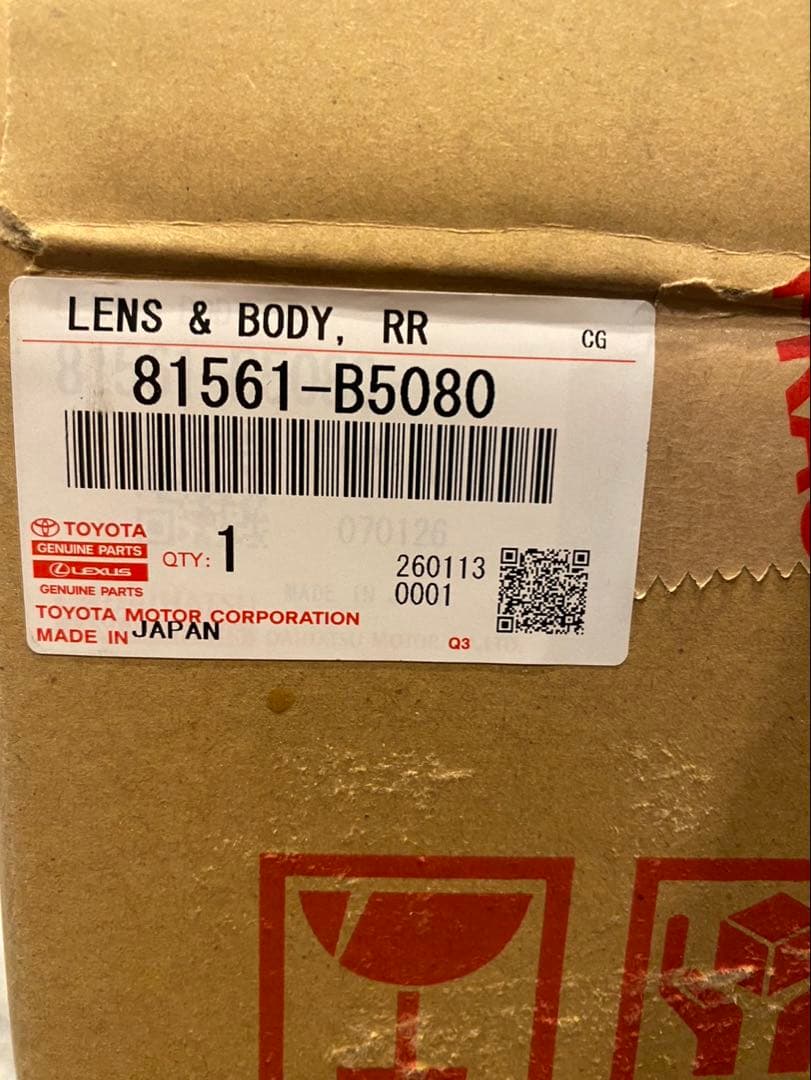 LENS & BODY, RR
CG
81561-B5080
TOYOTA
GENUINE PARTS
LEXUS
GENUINE PARTS
QTY: 1
260113
0001
TOYOTA MOTOR CORPORATION
MADE IN JAPAN
Q3
070126